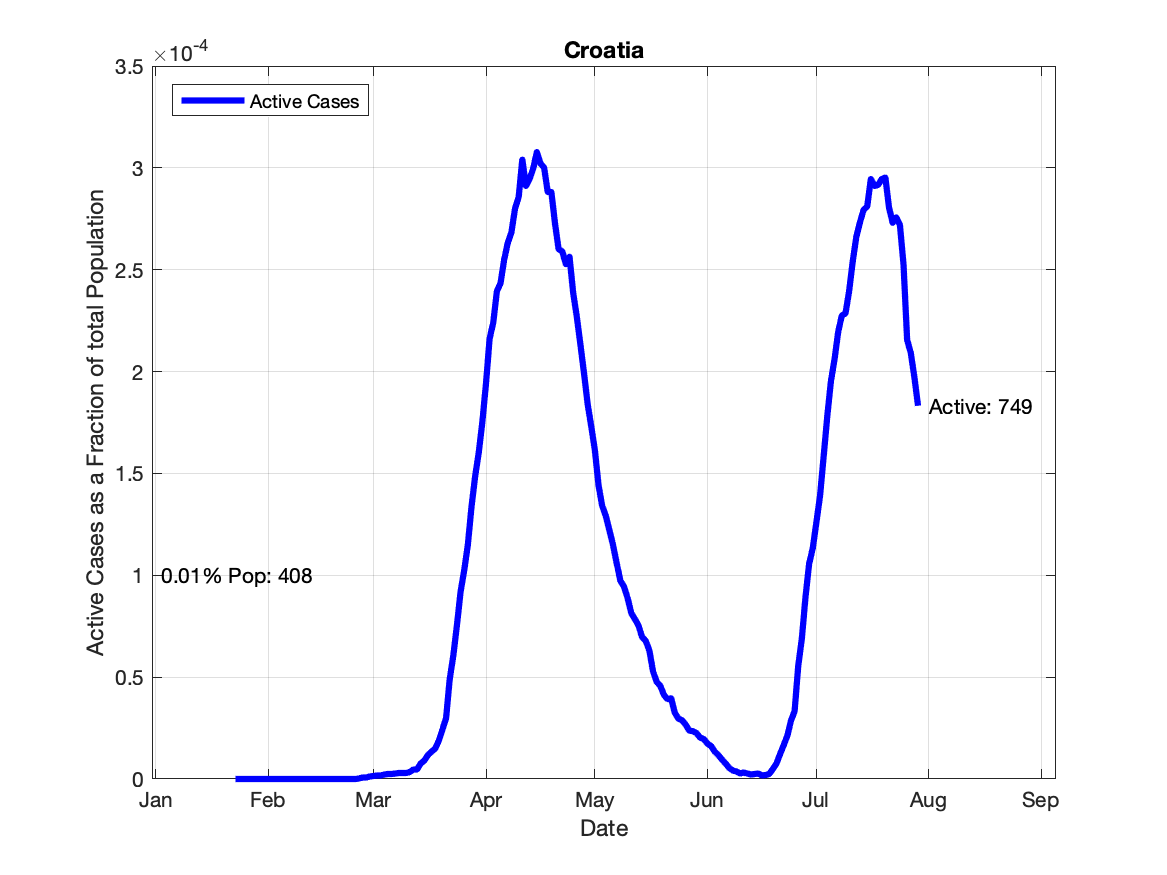 Croatia
×10-4
3.5
3
2.5
2
1.5
1
0.5
0
Active Cases
Active: 749
0.01% Pop: 408
Jan Feb Mar Apr May Jun Jul Aug Sep
Date
Active Cases as a Fraction of total Population